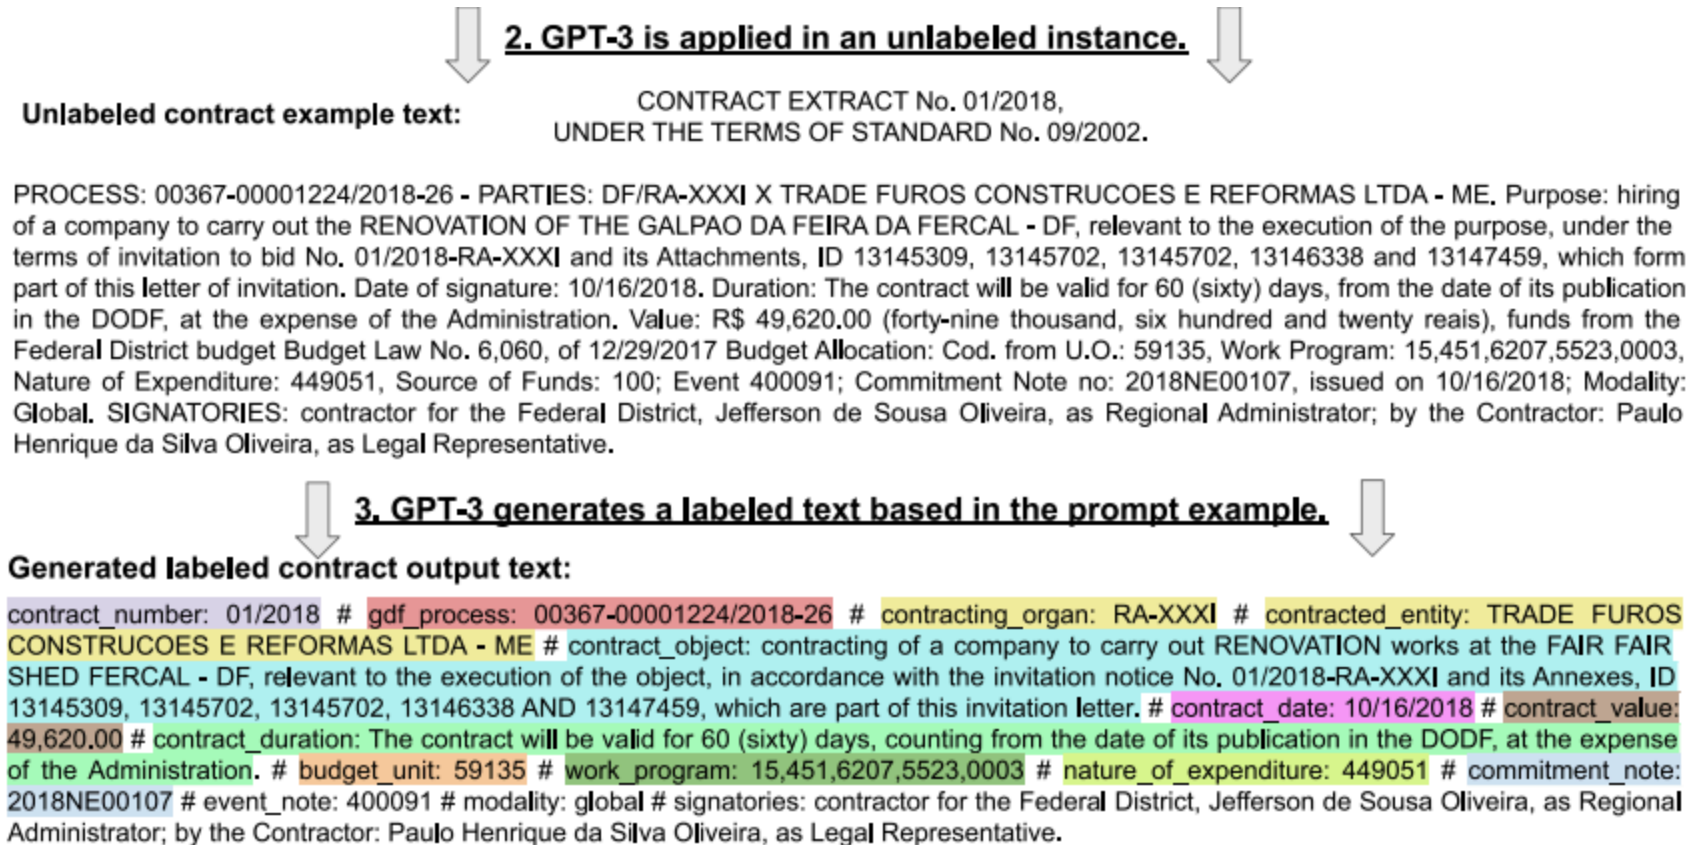 2. GPT-3 is applied in an unlabeled instance.
Unlabeled contract example text:
CONTRACT EXTRACT No. 01/2018,
UNDER THE TERMS OF STANDARD No. 09/2002.
PROCESS: 00367-00001224/2018-26 - PARTIES: DF/RA-XXXI X TRADE FUROS CONSTRUCOES E REFORMAS LTDA - ME. Purpose: hiring
of a company to carry out the RENOVATION OF THE GALPAO DA FEIRA DA FERCAL - DF, relevant to the execution of the purpose, under the
terms of invitation to bid No. 01/2018-RA-XXXI and its Attachments, ID 13145309, 13145702, 13145702, 13146338 and 13147459, which form
part of this letter of invitation. Date of signature: 10/16/2018. Duration: The contract will be valid for 60 (sixty) days, from the date of its publication
in the DODF, at the expense of the Administration. Value: R$ 49,620.00 (forty-nine thousand, six hundred and twenty reais), funds from the
Federal District budget Budget Law No. 6,060, of 12/29/2017 Budget Allocation: Cod. from U.O.: 59135, Work Program: 15,451,6207,5523,0003,
Nature of Expenditure: 449051, Source of Funds: 100; Event 400091; Commitment Note no: 2018NE00107, issued on 10/16/2018; Modality:
Global. SIGNATORIES: contractor for the Federal District, Jefferson de Sousa Oliveira, as Regional Administrator; by the Contractor: Paulo
Henrique da Silva Oliveira, as Legal Representative.
3. GPT-3 generates a labeled text based in the prompt example.
Generated labeled contract output text:
contract_number: 01/2018 # gdf_process: 00367-00001224/2018-26 # contracting_organ: RA-XXXI # contracted_entity: TRADE FUROS
CONSTRUCOES E REFORMAS LTDA - ME # contract_object: contracting of a company to carry out RENOVATION works at the FAIR FAIR
SHED FERCAL - DF, relevant to the execution of the object, in accordance with the invitation notice No. 01/2018-RA-XXXI and its Annexes, ID
13145309, 13145702, 13145702, 13146338 AND 13147459, which are part of this invitation letter. # contract_date: 10/16/2018 # contract_value:
49,620.00 # contract_duration: The contract will be valid for 60 (sixty) days, counting from the date of its publication in the DODF, at the expense
of the Administration. # budget_unit: 59135 # work_program: 15,451,6207,5523,0003 # nature_of_expenditure: 449051 # commitment_note:
2018NE00107 # event_note: 400091 # modality: global # signatories: contractor for the Federal District, Jefferson de Sousa Oliveira, as Regional
Administrator; by the Contractor: Paulo Henrique da Silva Oliveira, as Legal Representative.